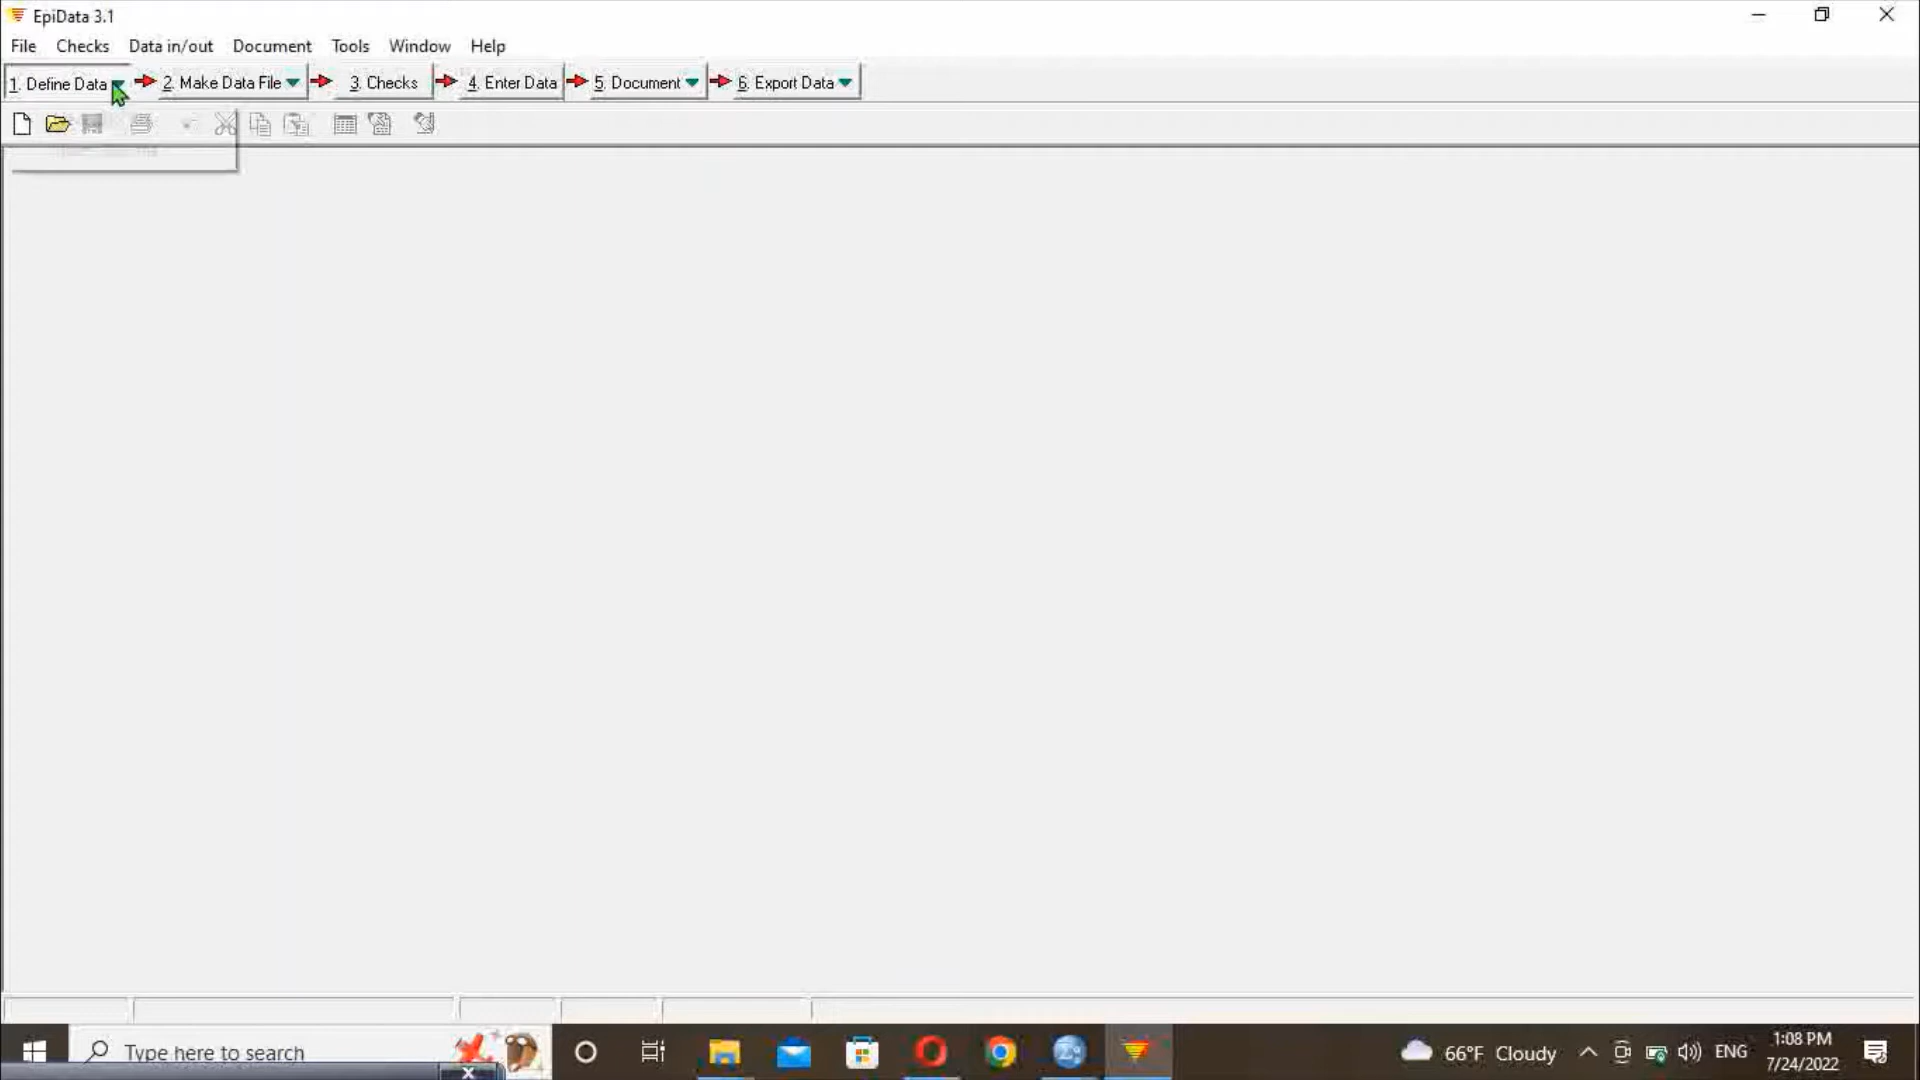 EpiData 3.1
File Checks Data in/out Document Tools Window Help
1. Define Data 2. Make Data File 3. Checks 4. Enter Data 5. Document 6. Export Data
Type here to search
66°F Cloudy
ENG
1:08 PM
7/24/2022